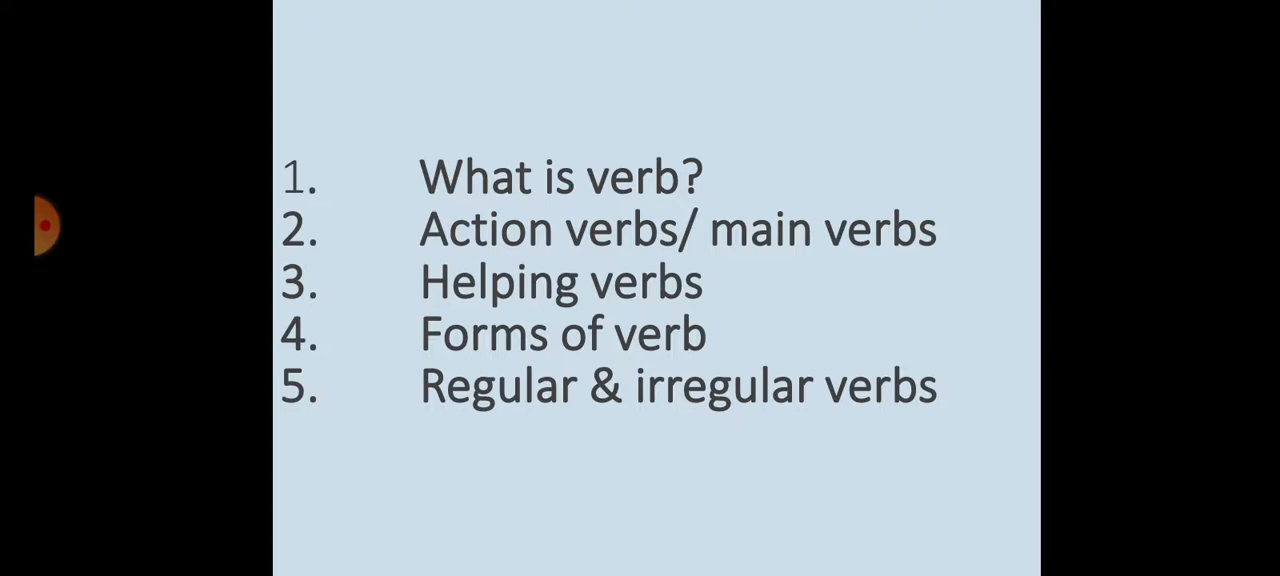 1. What is verb?
2. Action verbs/ main verbs
3. Helping verbs
4. Forms of verb
5. Regular & irregular verbs